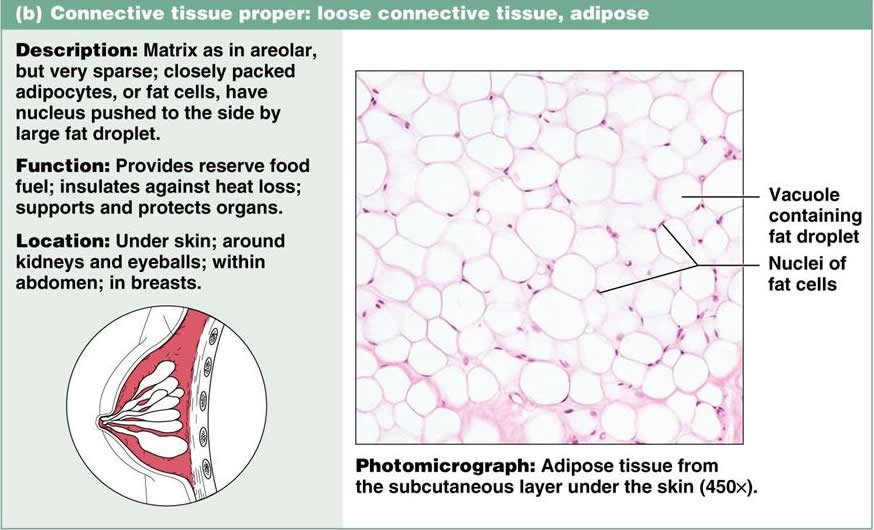 (b) Connective tissue proper: loose connective tissue, adipose
Description: Matrix as in areolar,
but very sparse; closely packed
adipocytes, or fat cells, have
nucleus pushed to the side by
large fat droplet.
Function: Provides reserve food
fuel; insulates against heat loss;
supports and protects organs.
Location: Under skin; around
kidneys and eyeballs; within
abdomen; in breasts.
Vacuole
containing
fat droplet
Nuclei of
fat cells
Photomicrograph: Adipose tissue from
the subcutaneous layer under the skin (450×).